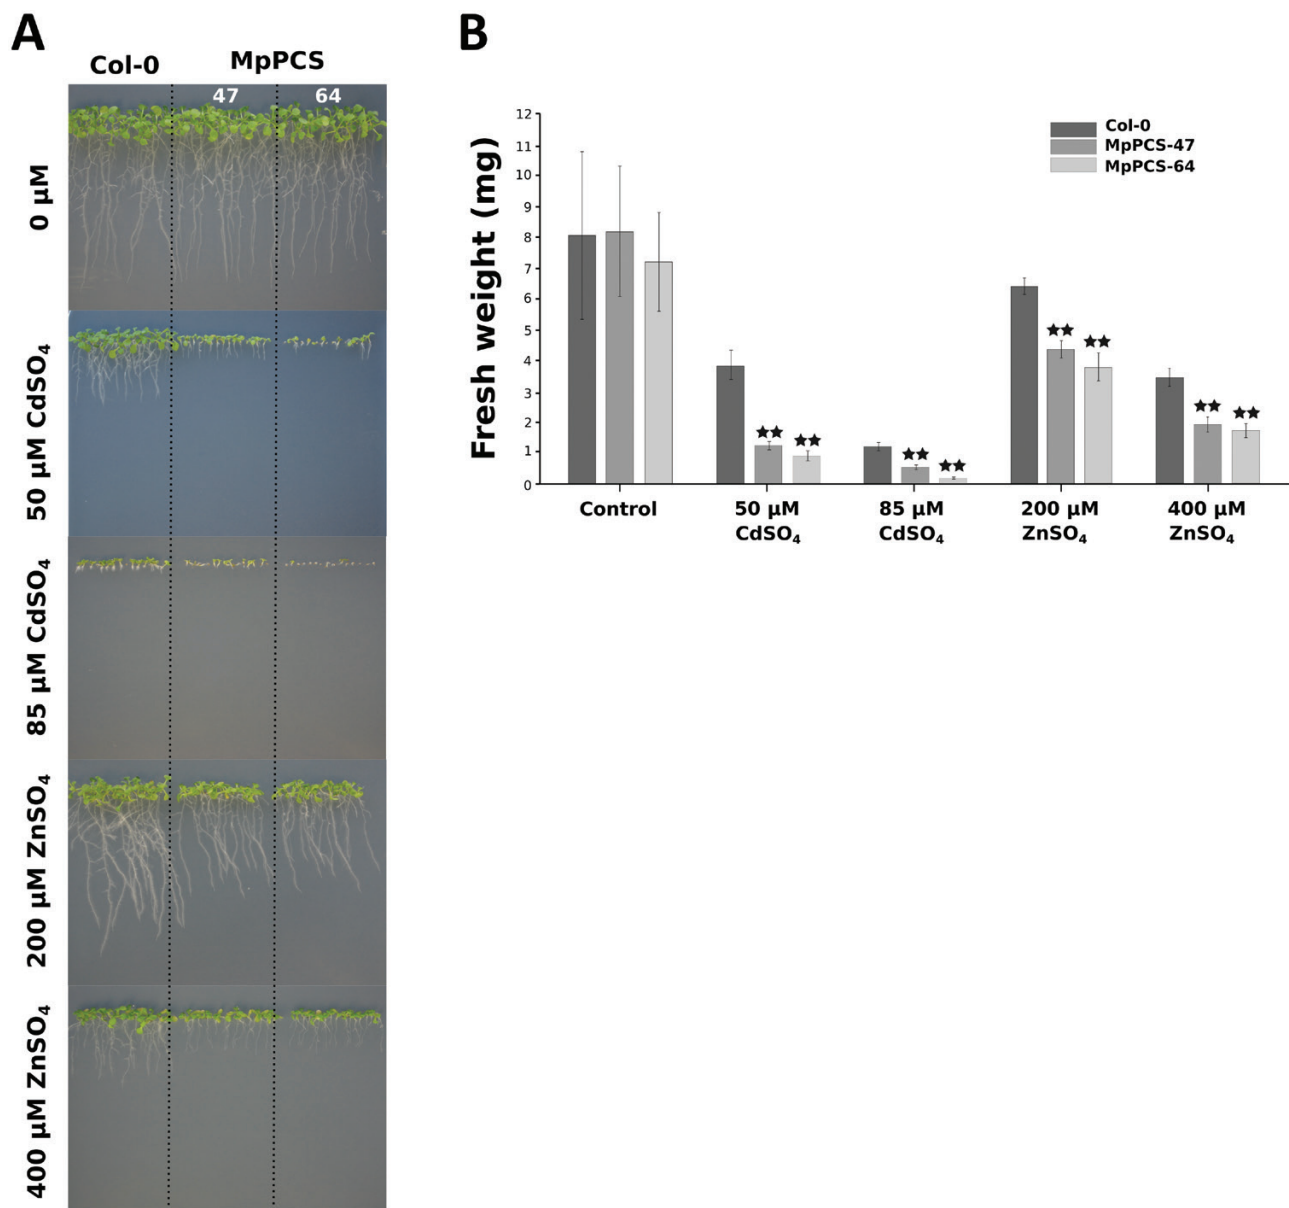 A
Col-0
MpPCS
47
64
0 µM
50 µM CdSO₄
85 µM CdSO₄
200 µM ZnSO₄
400 µM ZnSO₄
B
Fresh weight (mg)
12
11
10
9
8
7
6
5
4
3
2
1
0
Col-0
MpPCS-47
MpPCS-64
★★
★★
★★
★★
★★
★★
★★
★★
Control
50 µM
CdSO₄
85 µM
CdSO₄
200 µM
ZnSO₄
400 µM
ZnSO₄